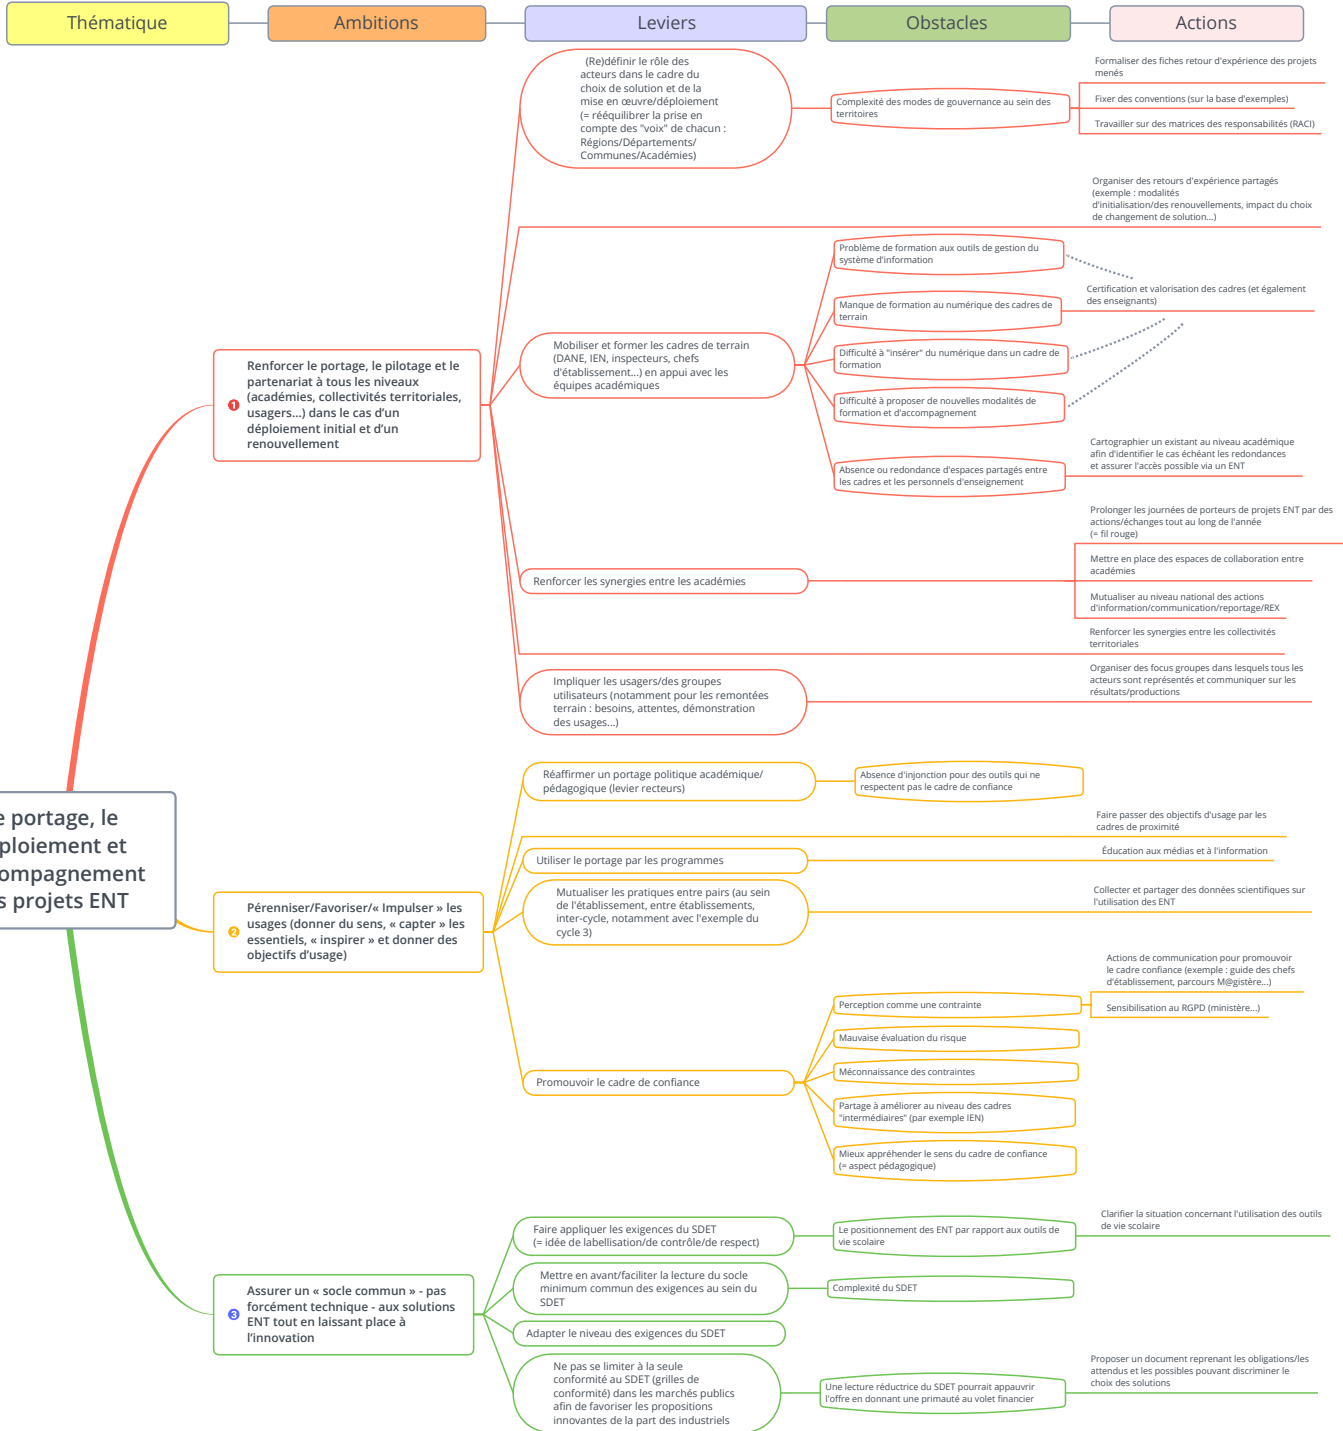 Thématique
Ambitions
Leviers
Obstacles
Actions
e portage, le
ploiement et
compagnement
s projets ENT
1
Renforcer le portage, le pilotage et le
partenariat à tous les niveaux
(académies, collectivités territoriales,
usagers...) dans le cas d’un
déploiement initial et d’un
renouvellement
(Re)définir le rôle des
acteurs dans le cadre du
choix de solution et de la
mise en œuvre/déploiement
(= rééquilibrer la prise en
compte des "voix" de chacun :
Régions/Départements/
Communes/Académies)
Complexité des modes de gouvernance au sein des
territoires
Formaliser des fiches retour d'expérience des projets
menés
Fixer des conventions (sur la base d'exemples)
Travailler sur des matrices des responsabilités (RACI)
Organiser des retours d'expérience partagés
(exemple : modalités
d'initialisation/des renouvellements, impact du choix
de changement de solution...)
Mobiliser et former les cadres de terrain
(DANE, IEN, inspecteurs, chefs
d'établissement...) en appui avec les
équipes académiques
Problème de formation aux outils de gestion du
système d'information
Manque de formation au numérique des cadres de
terrain
Certification et valorisation des cadres (et également
des enseignants)
Difficulté à "insérer" du numérique dans un cadre de
formation
Difficulté à proposer de nouvelles modalités de
formation et d'accompagnement
Absence ou redondance d'espaces partagés entre
les cadres et les personnels d'enseignement
Cartographier un existant au niveau académique
afin d'identifier le cas échéant les redondances
et assurer l'accès possible via un ENT
Renforcer les synergies entre les académies
Prolonger les journées de porteurs de projets ENT par des
actions/échanges tout au long de l'année
(= fil rouge)
Mettre en place des espaces de collaboration entre
académies
Mutualiser au niveau national des actions
d'information/communication/reportage/REX
Renforcer les synergies entre les collectivités
territoriales
Impliquer les usagers/des groupes
utilisateurs (notamment pour les remontées
terrain : besoins, attentes, démonstration
des usages...)
Organiser des focus groupes dans lesquels tous les
acteurs sont représentés et communiquer sur les
résultats/productions
2
Pérenniser/Favoriser/« Impulser » les
usages (donner du sens, « capter » les
essentiels, « inspirer » et donner des
objectifs d’usage)
Réaffirmer un portage politique académique/
pédagogique (levier recteurs)
Absence d'injonction pour des outils qui ne
respectent pas le cadre de confiance
Faire passer des objectifs d'usage par les
cadres de proximité
Utiliser le portage par les programmes
Éducation aux médias et à l'information
Mutualiser les pratiques entre pairs (au sein
de l'établissement, entre établissements,
inter-cycle, notamment avec l'exemple du
cycle 3)
Collecter et partager des données scientifiques sur
l'utilisation des ENT
Promouvoir le cadre de confiance
Perception comme une contrainte
Actions de communication pour promouvoir
le cadre confiance (exemple : guide des chefs
d'établissement, parcours M@gistère...)
Sensibilisation au RGPD (ministère...)
Mauvaise évaluation du risque
Méconnaissance des contraintes
Partage à améliorer au niveau des cadres
"intermédiaires" (par exemple IEN)
Mieux appréhender le sens du cadre de confiance
(= aspect pédagogique)
3
Assurer un « socle commun » - pas
forcément technique - aux solutions
ENT tout en laissant place à
l’innovation
Faire appliquer les exigences du SDET
(= idée de labellisation/de contrôle/de respect)
Le positionnement des ENT par rapport aux outils de
vie scolaire
Clarifier la situation concernant l'utilisation des outils
de vie scolaire
Mettre en avant/faciliter la lecture du socle
minimum commun des exigences au sein du
SDET
Complexité du SDET
Adapter le niveau des exigences du SDET
Ne pas se limiter à la seule
conformité au SDET (grilles de
conformité) dans les marchés publics
afin de favoriser les propositions
innovantes de la part des industriels
Une lecture réductrice du SDET pourrait appauvrir
l'offre en donnant une primauté au volet financier
Proposer un document reprenant les obligations/les
attendus et les possibles pouvant discriminer le
choix des solutions